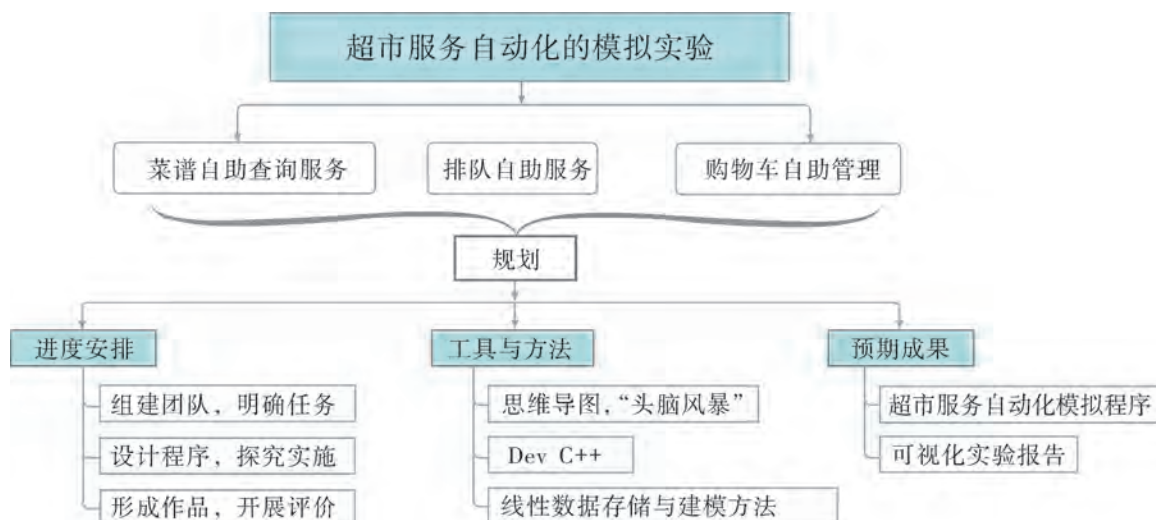 超市服务自动化的模拟实验
菜谱自助查询服务
排队自助服务
购物车自助管理
规划
进度安排
组建团队，明确任务
设计程序，探究实施
形成作品，开展评价
工具与方法
思维导图，“头脑风暴”
Dev C++
线性数据存储与建模方法
预期成果
超市服务自动化模拟程序
可视化实验报告